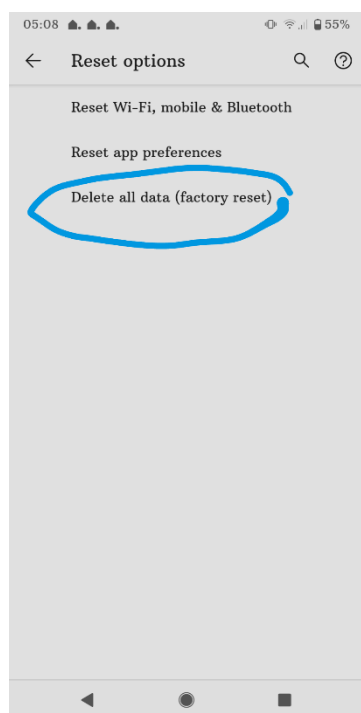 05:08 55%
Reset options
Reset Wi-Fi, mobile & Bluetooth
Reset app preferences
Delete all data (factory reset)